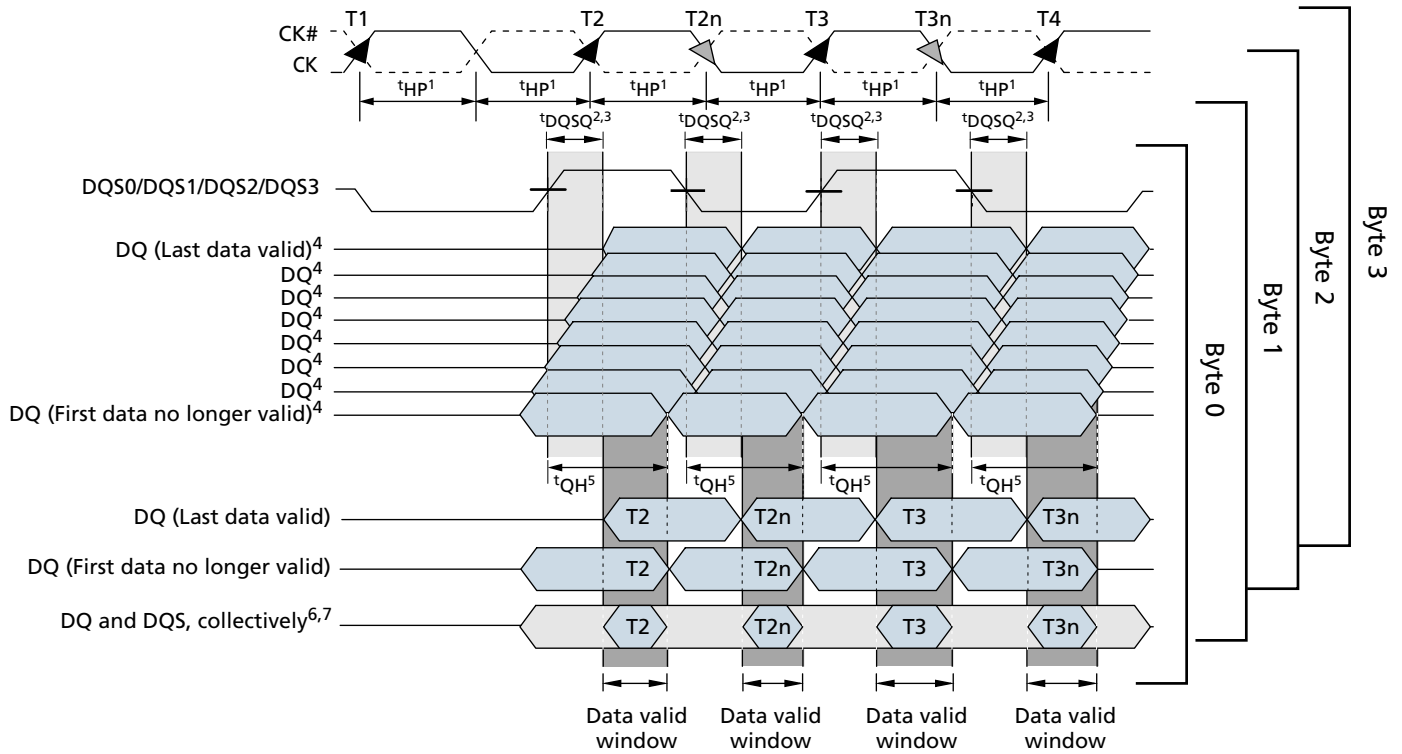 T1 T2 T2n T3 T3n T4
CK#
CK
tHP1 tHP1 tHP1 tHP1 tHP1 tHP1
tDQSQ2,3 tDQSQ2,3 tDQSQ2,3 tDQSQ2,3
DQS0/DQS1/DQS2/DQS3
DQ (Last data valid)4
DQ4
DQ4
DQ4
DQ4
DQ4
DQ4
DQ (First data no longer valid)4
tQH5 tQH5 tQH5 tQH5
DQ (Last data valid) T2 T2n T3 T3n
DQ (First data no longer valid) T2 T2n T3 T3n
DQ and DQS, collectively6,7 T2 T2n T3 T3n
Data valid window
Data valid window
Data valid window
Data valid window
Byte 0
Byte 1
Byte 2
Byte 3